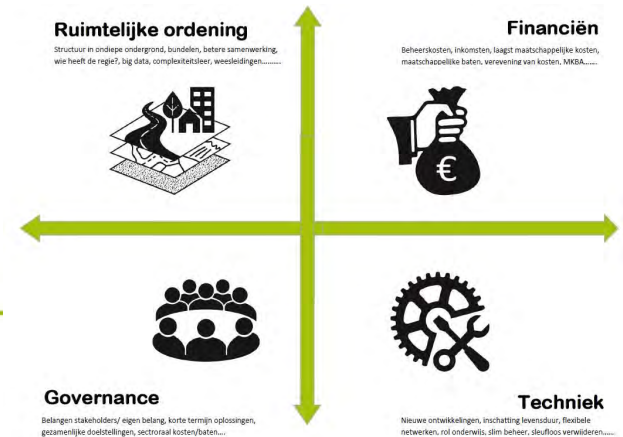 Ruimtelijke ordening
Structuur in ondiepe ondergrond, bundelen, betere samenwerking,
wie heeft de regie?, big data, complexiteitsleer, weesleidingen.........
Financiën
Beheerskosten, inkomsten, laagst maatschappelijke kosten,
maatschappelijke baten, verevening van kosten, MKBA.......
€
Governance
Belangen stakeholders/ eigen belang, korte termijn oplossingen,
gezamenlijke doelstellingen, sectroraal kosten/baten....
Techniek
Nieuwe ontwikkelingen, inschatting levensduur, flexibele
netwerken, rol onderwijs, slim beheer, sleufloos verwijderen......